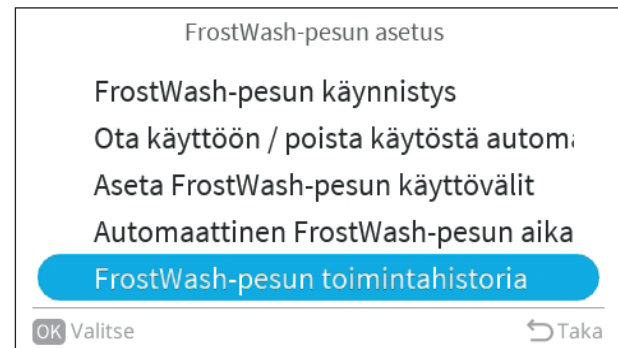 FrostWash-pesun asetus
FrostWash-pesun käynnistys
Ota käyttöön / poista käytöstä autom
Aseta FrostWash-pesun käyttövälit
Automaattinen FrostWash-pesun aika
FrostWash-pesun toimintahistoria
OK Valitse
Taka